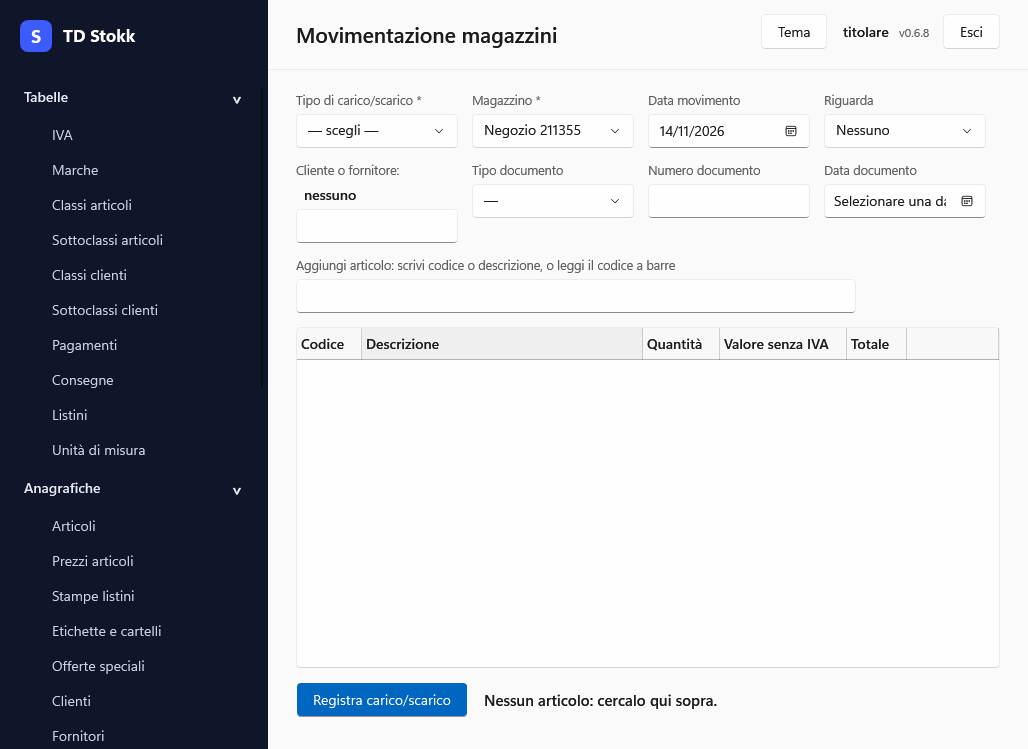 S TD Stokk
Tabelle
IVA
Marche
Classi articoli
Sottoclassi articoli
Classi clienti
Sottoclassi clienti
Pagamenti
Consegne
Listini
Unità di misura
Anagrafiche
Articoli
Prezzi articoli
Stampe listini
Etichette e cartelli
Offerte speciali
Clienti
Fornitori
Movimentazione magazzini
Tema titolare v0.6.8 Esci
Tipo di carico/scarico * Magazzino * Data movimento Riguarda
— scegli — Negozio 211355 14/11/2026 Nessuno
Cliente o fornitore: Tipo documento Numero documento Data documento
nessuno — Selezionare una da
Aggiungi articolo: scrivi codice o descrizione, o leggi il codice a barre
Codice Descrizione Quantità Valore senza IVA Totale
Registra carico/scarico Nessun articolo: cercalo qui sopra.